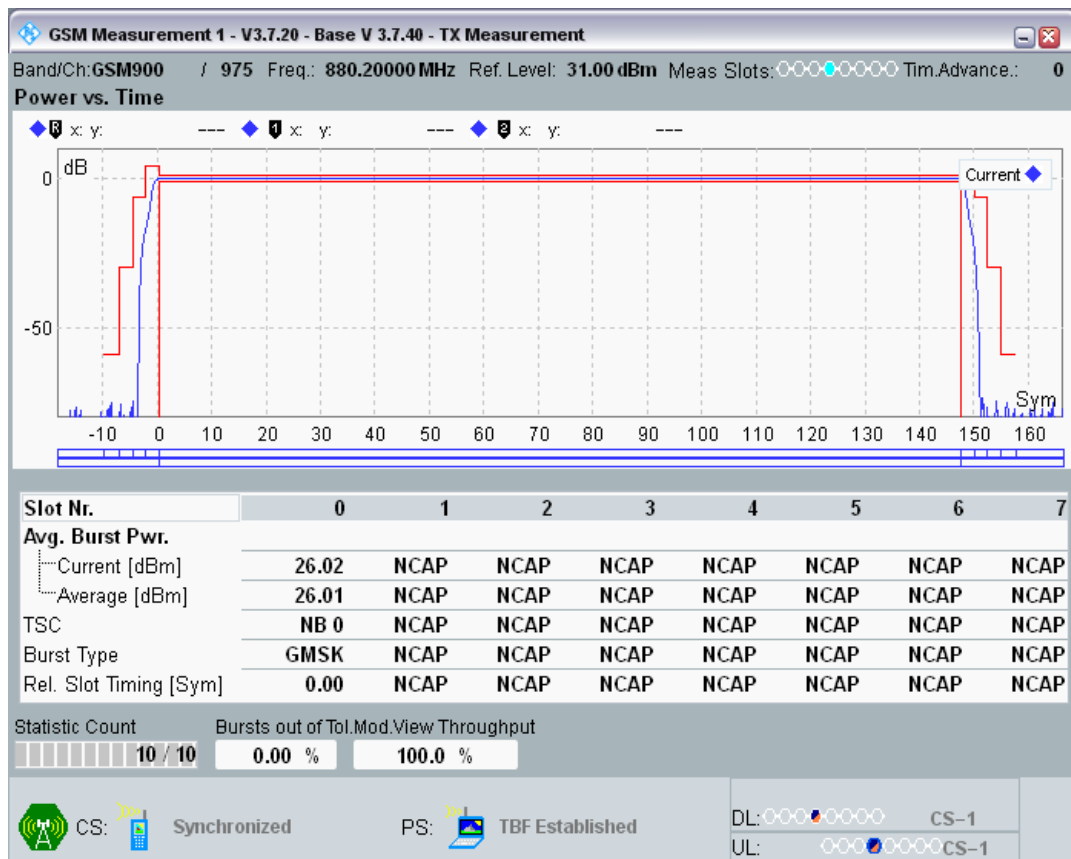 GSM Measurement 1 - V3.7.20 - Base V 3.7.40 - TX Measurement
Band/Ch:GSM900 / 975 Freq.: 880.20000 MHz Ref. Level: 31.00 dBm Meas Slots: Tim.Advance.: 0
Power vs. Time
R x: y: --- 1 x: y: --- 2 x: y: ---
dB
Current
0
-50
Sym
-10 0 10 20 30 40 50 60 70 80 90 100 110 120 130 140 150 160
Slot Nr. 0 1 2 3 4 5 6 7
Avg. Burst Pwr.
Current [dBm] 26.02 NCAP NCAP NCAP NCAP NCAP NCAP NCAP
Average [dBm] 26.01 NCAP NCAP NCAP NCAP NCAP NCAP NCAP
TSC NB 0 NCAP NCAP NCAP NCAP NCAP NCAP NCAP
Burst Type GMSK NCAP NCAP NCAP NCAP NCAP NCAP NCAP
Rel. Slot Timing [Sym] 0.00 NCAP NCAP NCAP NCAP NCAP NCAP NCAP
Statistic Count Bursts out of Tol.Mod.View Throughput
10 / 10 0.00 % 100.0 %
CS: Synchronized PS: TBF Established
DL: CS-1
UL: CS-1